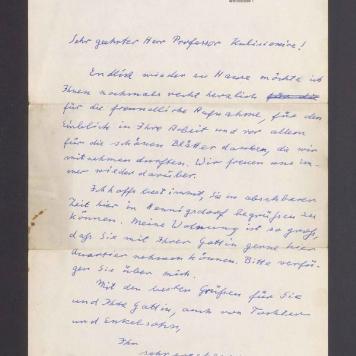 Sehr geehrter Herr Professor
Endlich wieder zu Hause möchte ich
Ihnen nochmals recht herzlich
für die freundliche Aufnahme, für den
Einblick in Ihre Arbeit und vor allem
für die schönen Blätter danken, die wir
mitnehmen durften. Wir freuen uns im-
mer wieder darüber.
Ich hoffe bestimmt, Sie in absehbarer
Zeit hier in Hennigsdorf begrüßen zu
können. Meine Wohnung ist so groß,
daß Sie mit Ihrer Gattin gerne hier
Quartier nehmen können. Bitte verfü-
gen Sie über mich.
Mit den besten Grüßen für Sie
und Ihre Gattin, auch von Tochter
und Enkelsohn,
Ihr
sehr